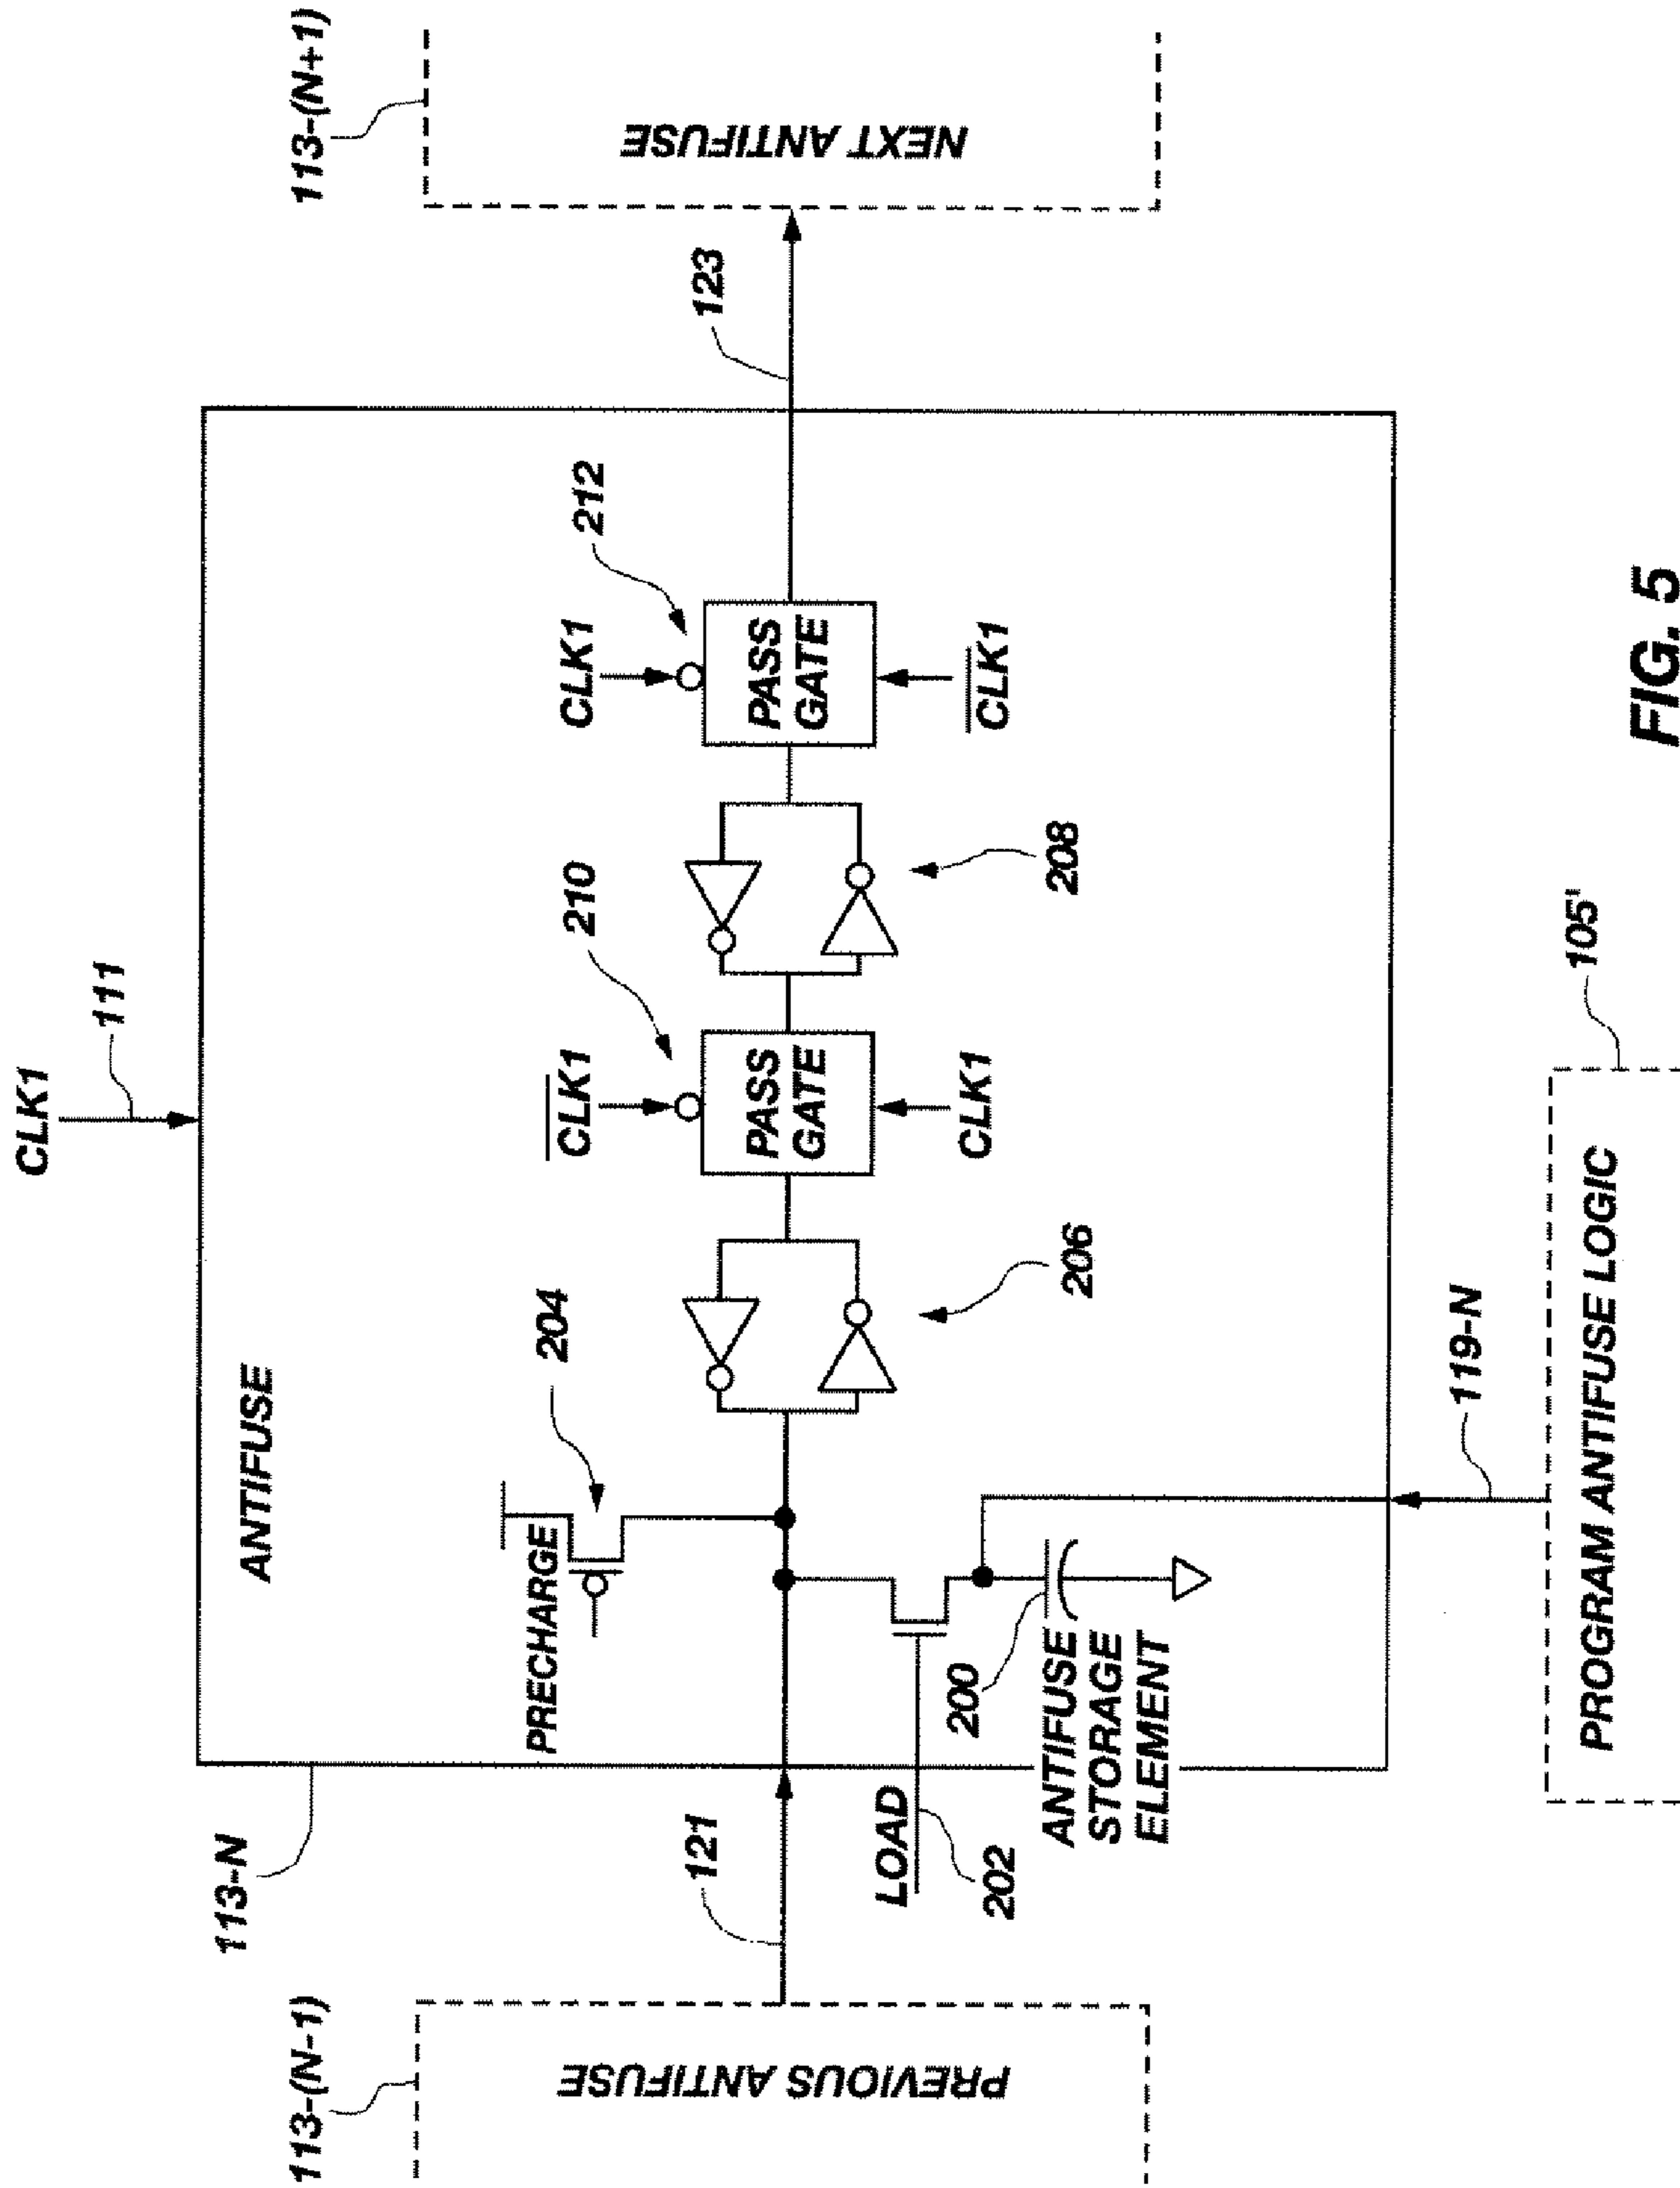 CLK1
111
113-(N-1)
113-N
113-(N+1)
ANTIFUSE
PREVIOUS ANTIFUSE
NEXT ANTIFUSE
121
123
PRECHARGE
204
C̅L̅K̅1̅
210
CLK1
212
PASS
GATE
PASS
GATE
CLK1
C̅L̅K̅1̅
LOAD
202
200
206
208
ANTIFUSE
STORAGE
ELEMENT
119-N
105'
PROGRAM ANTIFUSE LOGIC
FIG. 5